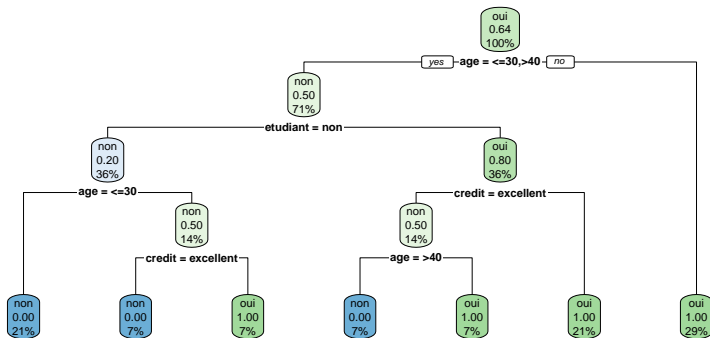 oui
0.64
100%
yes age = <=30,>40 no
non
0.50
71%
etudiant = non
non
0.20
36%
oui
0.80
36%
age = <=30
credit = excellent
non
0.50
14%
non
0.50
14%
credit = excellent
age = >40
non
0.00
21%
non
0.00
7%
oui
1.00
7%
non
0.00
7%
oui
1.00
7%
oui
1.00
21%
oui
1.00
29%